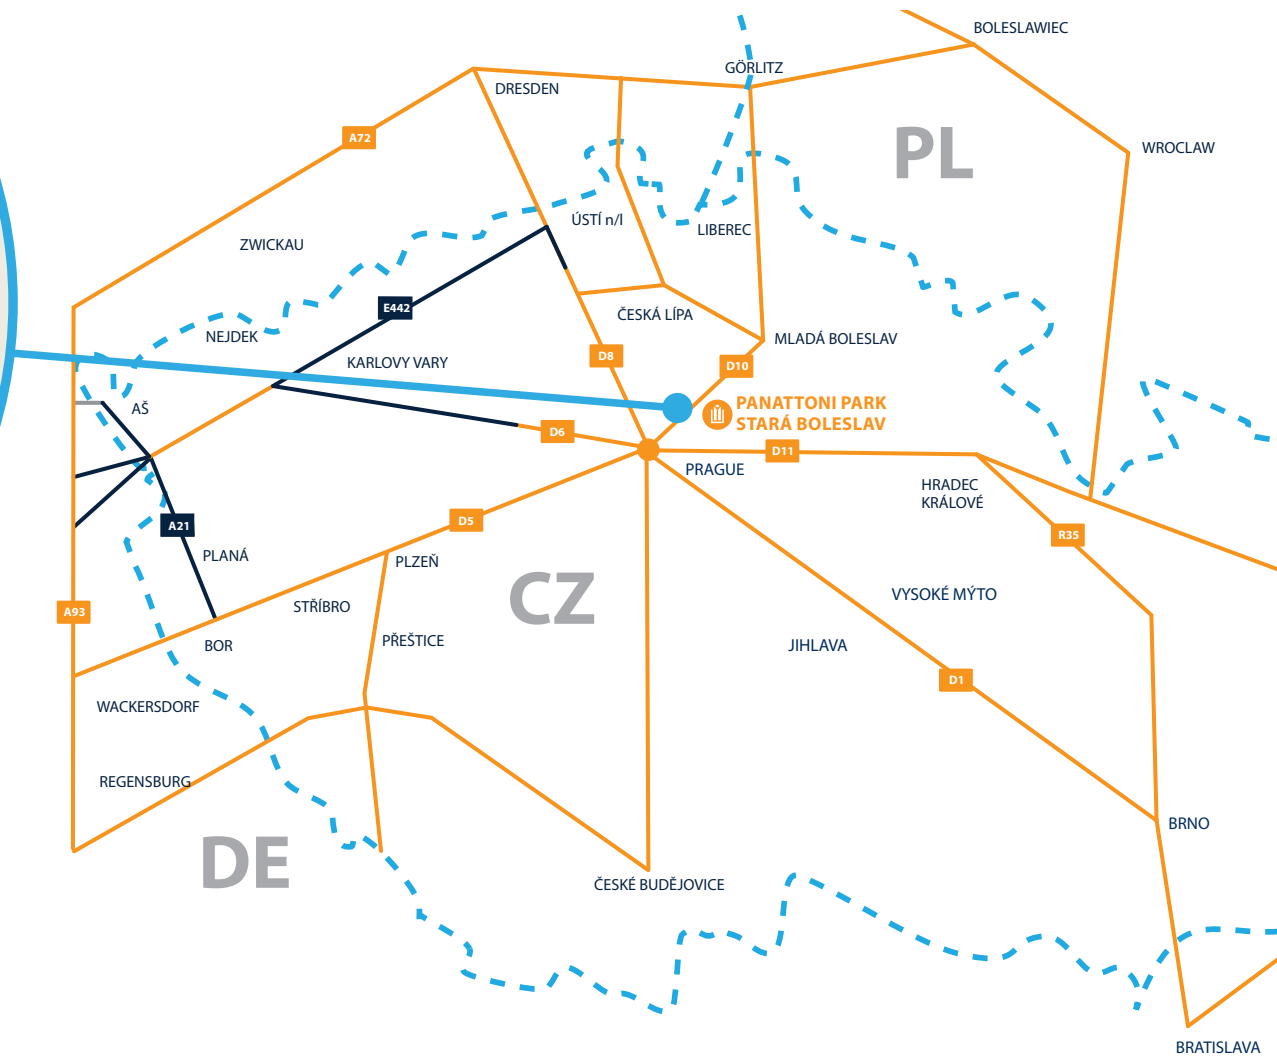 BOLESLAWIEC
GÖRLITZ
DRESDEN
A72
PL
WROCLAW
ÚSTÍ n/l
LIBEREC
ZWICKAU
E442
ČESKÁ LÍPA
NEJDEK
MLADÁ BOLESLAV
KARLOVY VARY
D8
D10
AŠ
PANATTONI PARK
STARÁ BOLESLAV
D6
D11
PRAGUE
HRADEC
KRÁLOVÉ
D5
A21
R35
PLANÁ
PLZEŇ
CZ
VYSOKÉ MÝTO
STŘÍBRO
A93
PŘEŠTICE
BOR
JIHLAVA
D1
WACKERSDORF
REGENSBURG
BRNO
DE
ČESKÉ BUDĚJOVICE
BRATISLAVA